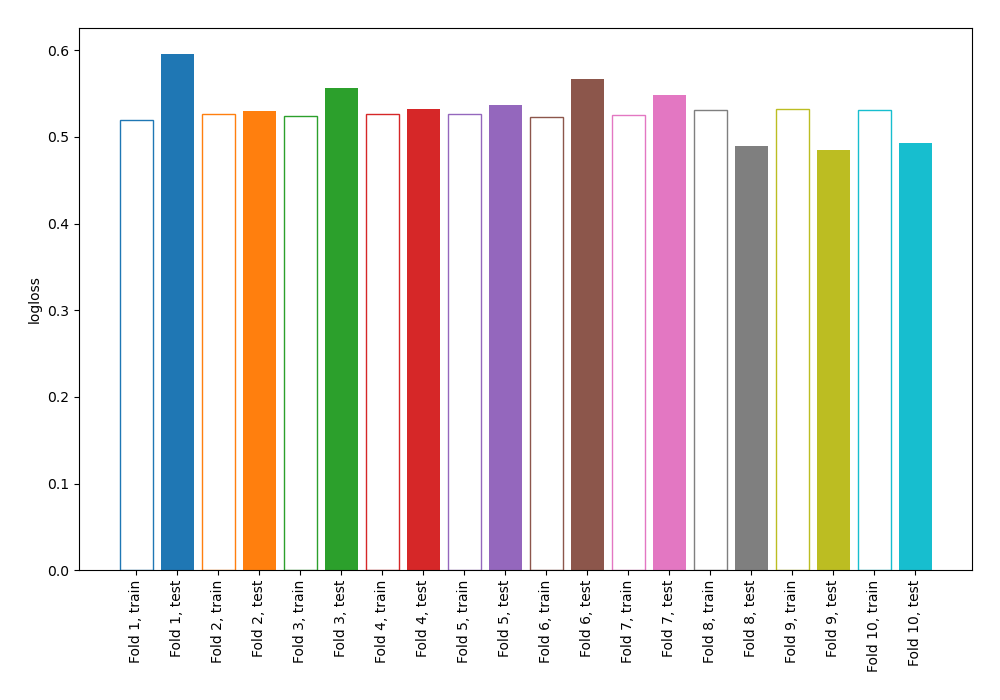 0.6
0.5
0.4
0.3
0.2
0.1
0.0
logloss
Fold 1, train
Fold 1, test
Fold 2, train
Fold 2, test
Fold 3, train
Fold 3, test
Fold 4, train
Fold 4, test
Fold 5, train
Fold 5, test
Fold 6, train
Fold 6, test
Fold 7, train
Fold 7, test
Fold 8, train
Fold 8, test
Fold 9, train
Fold 9, test
Fold 10, train
Fold 10, test